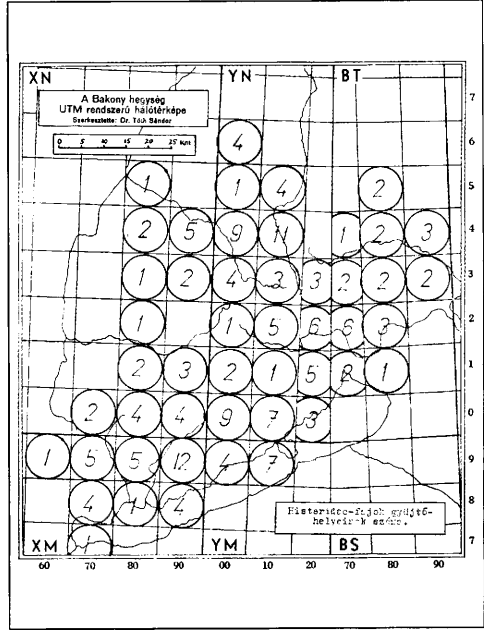 XN YN BT
A Bakony hegység
UTM rendszerű hálótérképe
Szerkesztette: Dr. Tóth Sándor
0 5 10 15 20 25 Km
7
4 6
1 1 4 2 5
2 5 9 11 1 2 3 4
1 2 4 2 3 2 2 2 3
1 1 5 6 6 3 2
2 3 2 1 5 2 1 1
2 4 4 9 7 3 0
1 5 5 12 4 7 9
4 1 4 8
Histeridae-fajok gyűjtő-
helyeinek száma.
1 7
XM YM BS
60 70 80 90 00 10 20 70 80 90